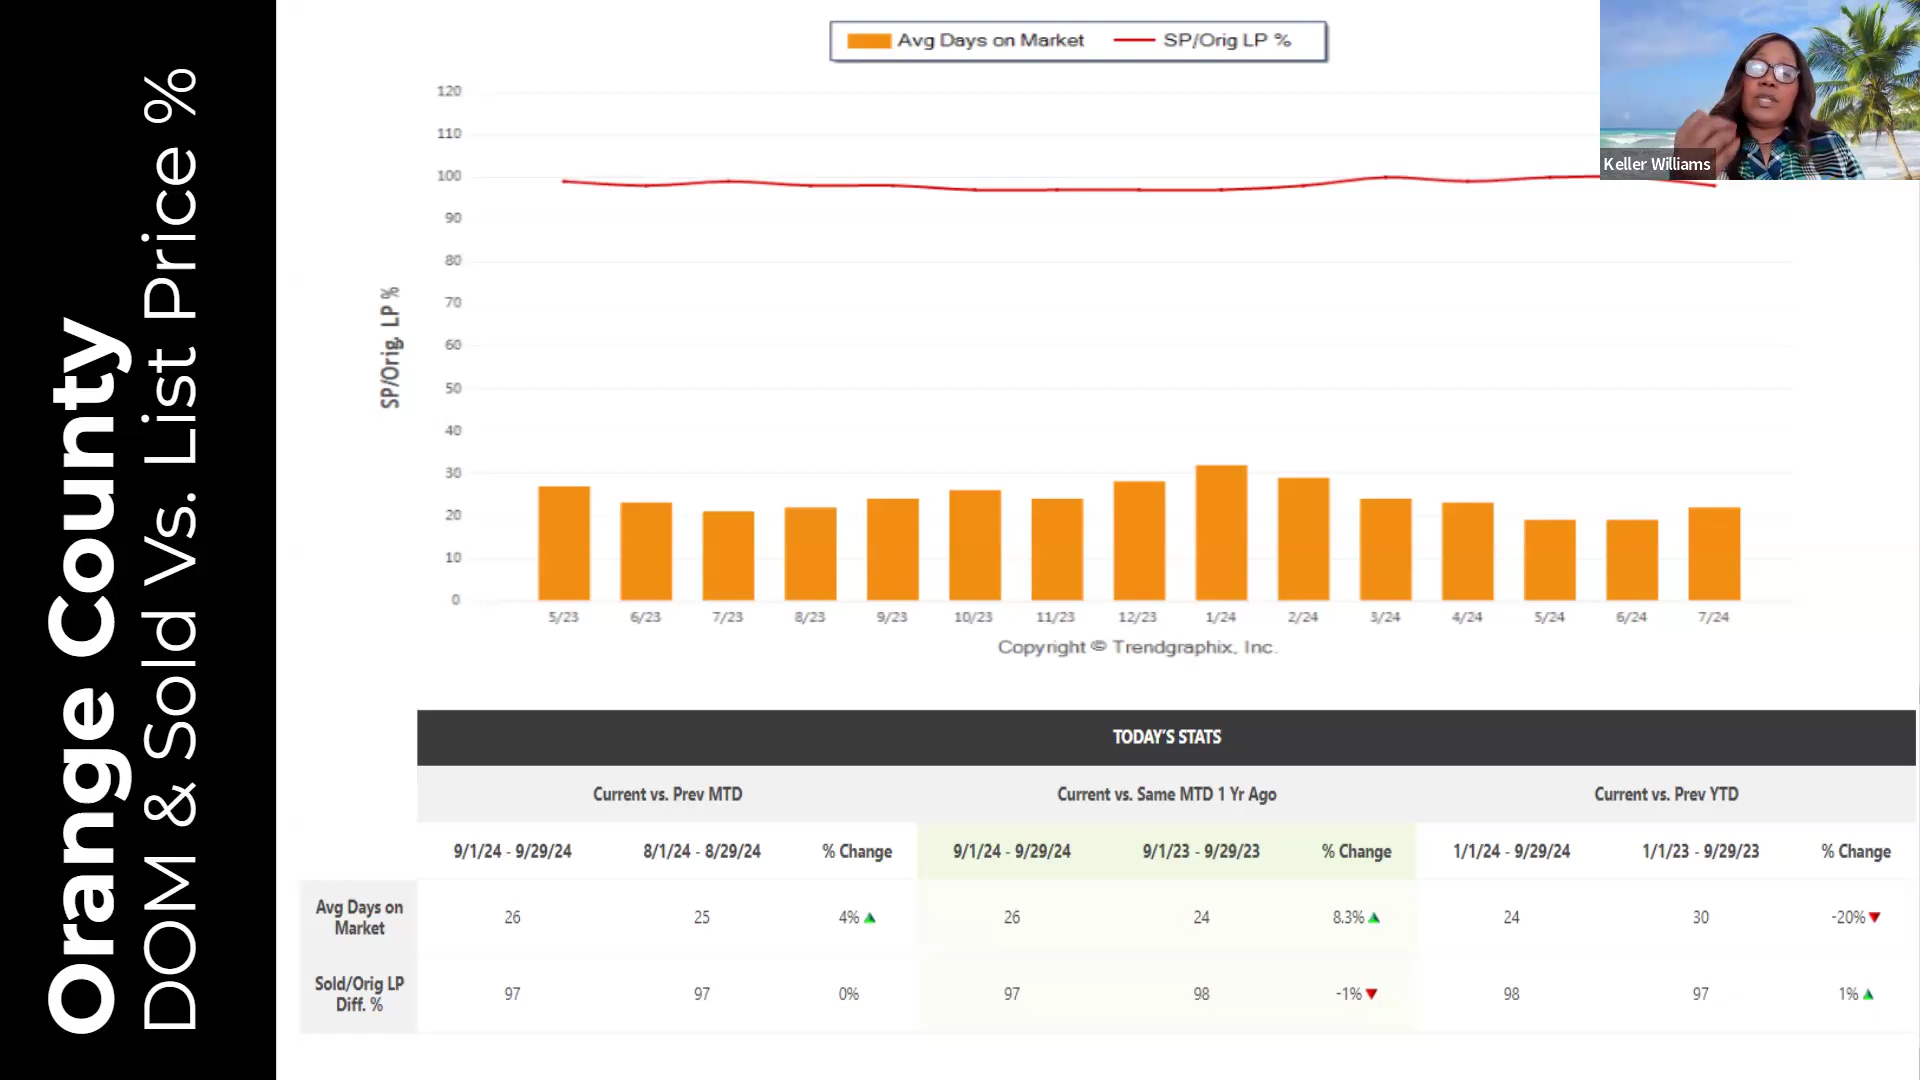 Orange County
DOM & Sold Vs. List Price %
Avg Days on Market
SP/Orig LP %
Keller Williams
120
110
100
90
80
70
60
50
40
30
20
10
0
SP/Orig. LP %
5/23 6/23 7/23 8/23 9/23 10/23 11/23 12/23 1/24 2/24 3/24 4/24 5/24 6/24 7/24
Copyright © Trendgraphix, Inc.
TODAY'S STATS
Current vs. Prev MTD Current vs. Same MTD 1 Yr Ago Current vs. Prev YTD
9/1/24 - 9/29/24 8/1/24 - 8/29/24 % Change 9/1/24 - 9/29/24 9/1/23 - 9/29/23 % Change 1/1/24 - 9/29/24 1/1/23 - 9/29/23 % Change
Avg Days on
Market
26 25 4% 26 24 8.3% 24 30 -20%
Sold/Orig LP
Diff. %
97 97 0% 97 98 -1% 98 97 1%